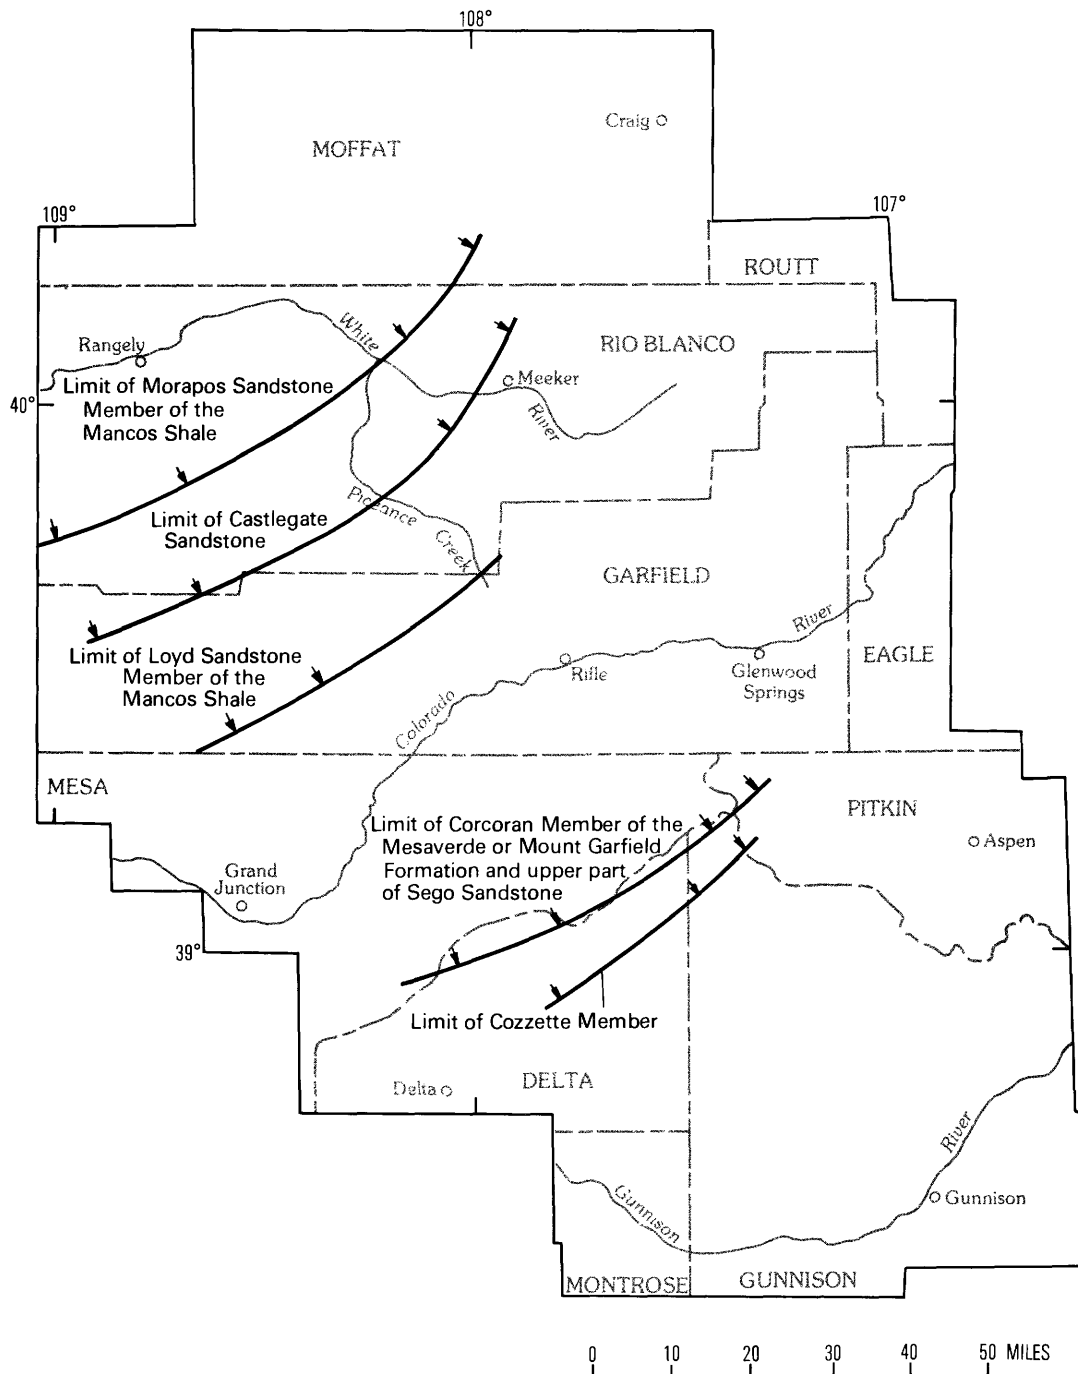 108°
Craig
MOFFAT
109°
107°
ROUTT
White
RIO BLANCO
Rangely
Meeker
River
Limit of Morapos Sandstone
Member of the
Mancos Shale
40°
Piceance
Creek
Limit of Castlegate
Sandstone
GARFIELD
River
EAGLE
Limit of Loyd Sandstone
Member of the
Mancos Shale
Rifle
Glenwood
Springs
Colorado
MESA
PITKIN
Limit of Corcoran Member of the
Mesaverde or Mount Garfield
Formation and upper part
of Sego Sandstone
Aspen
Grand
Junction
39°
Limit of Cozzette Member
Delta
DELTA
River
Gunnison
Gunnison
MONTROSE
GUNNISON
0 10 20 30 40 50 MILES